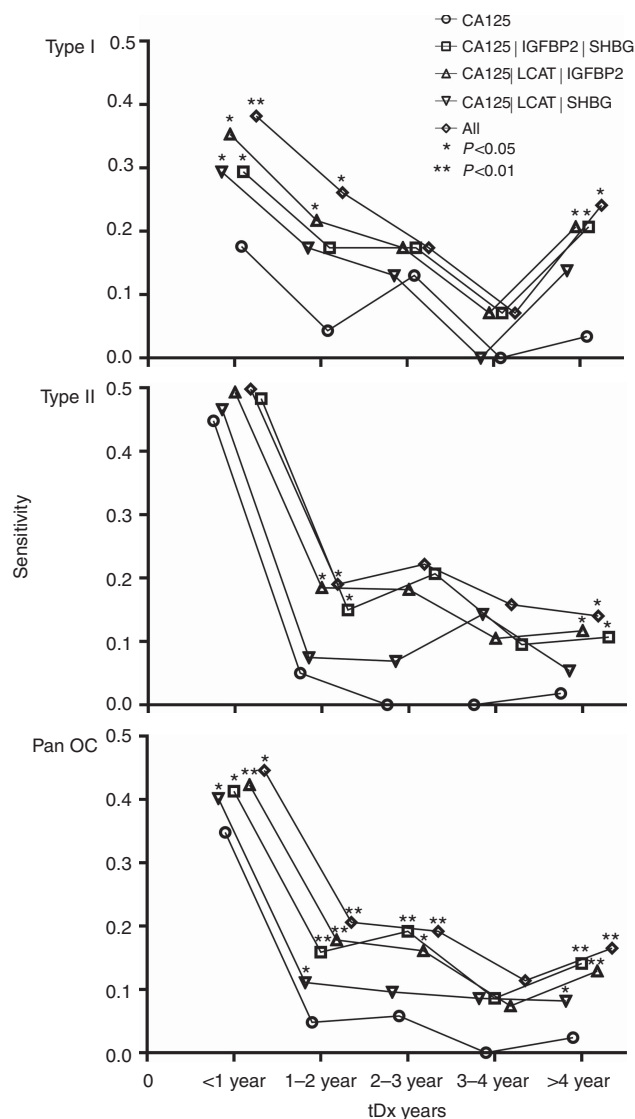 Type I
CA125
CA125 | IGFBP2 | SHBG
CA125| LCAT | IGFBP2
CA125| LCAT | SHBG
All
* P<0.05
** P<0.01
0.5
0.4
0.3
0.2
0.1
0.0
** * * * * * * * * *
Type II
0.5
0.4
0.3
0.2
0.1
0.0
* * * * * *
Sensitivity
Pan OC
0.5
0.4
0.3
0.2
0.1
0.0
* * ** * ** ** * ** ** * ** ** * **
0 <1 year 1–2 year 2–3 year 3–4 year >4 year
tDx years